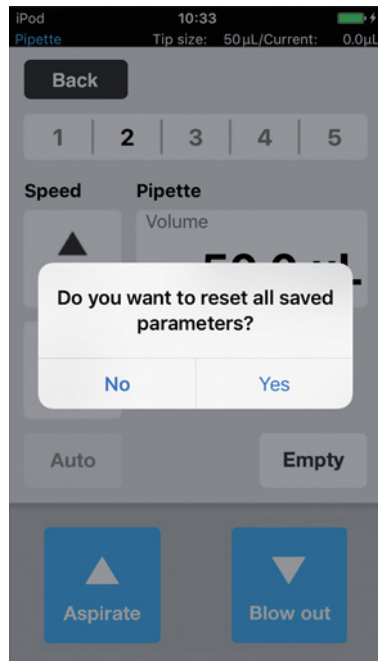 iPod 10:33
Pipette Tip size: 50µL/Current: 0.0µL
Back
1 2 3 4 5
Speed Pipette
Volume
Do you want to reset all saved
parameters?
No Yes
Auto Empty
Aspirate Blow out